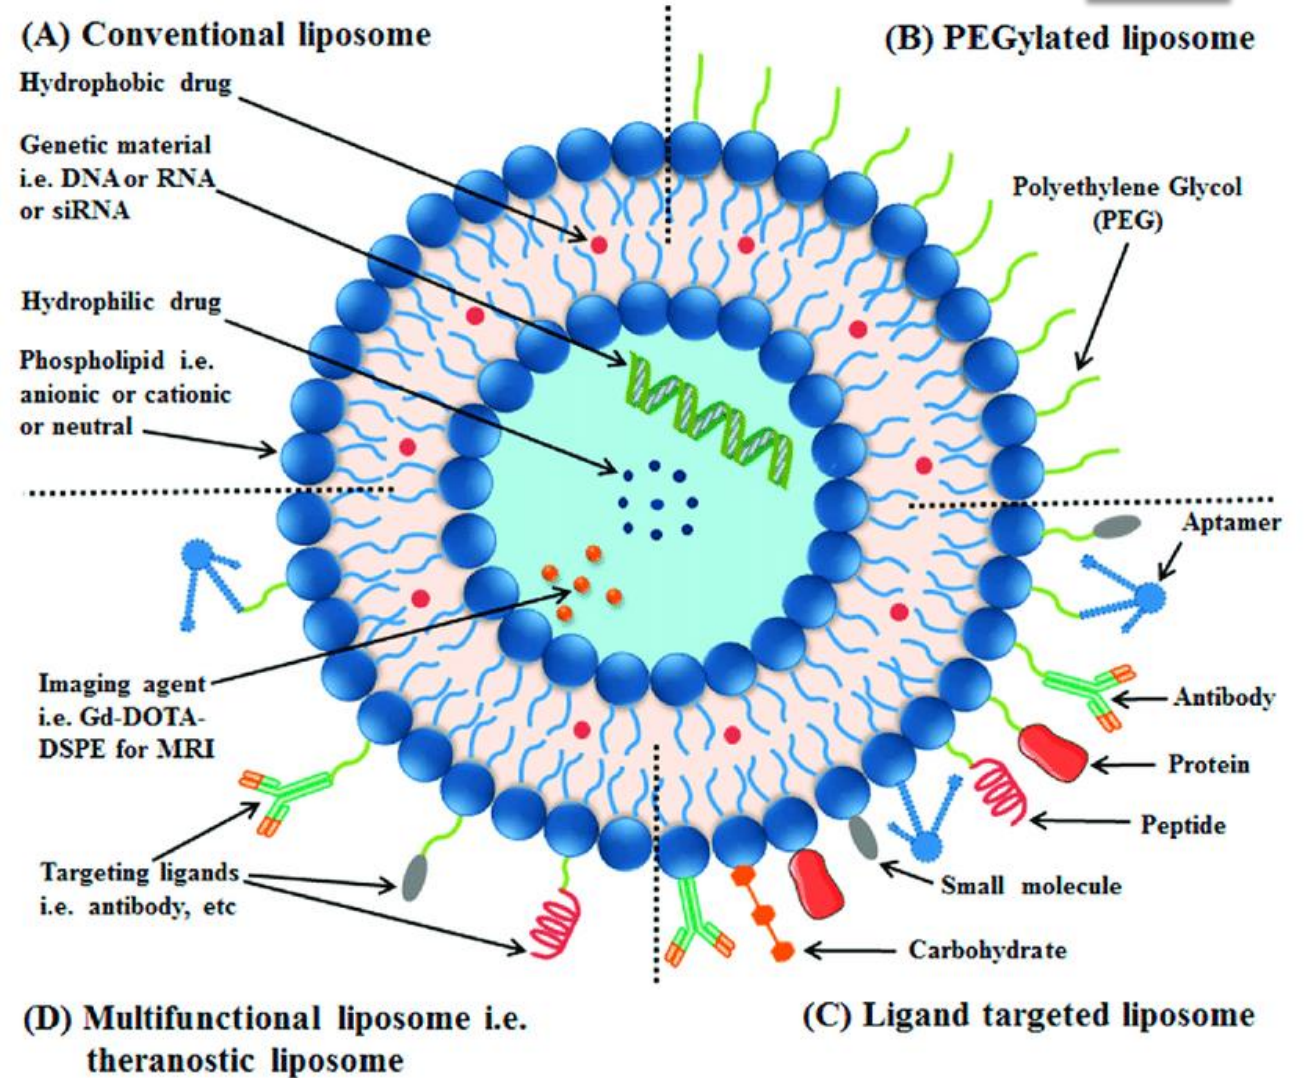 (A) Conventional liposome
(B) PEGylated liposome
Hydrophobic drug
Genetic material
i.e. DNA or RNA
or siRNA
Polyethylene Glycol
(PEG)
Hydrophilic drug
Phospholipid i.e.
anionic or cationic
or neutral
Aptamer
Imaging agent
i.e. Gd-DOTA-
DSPE for MRI
Antibody
Protein
Peptide
Targeting ligands
i.e. antibody, etc
Small molecule
Carbohydrate
(D) Multifunctional liposome i.e.
theranostic liposome
(C) Ligand targeted liposome